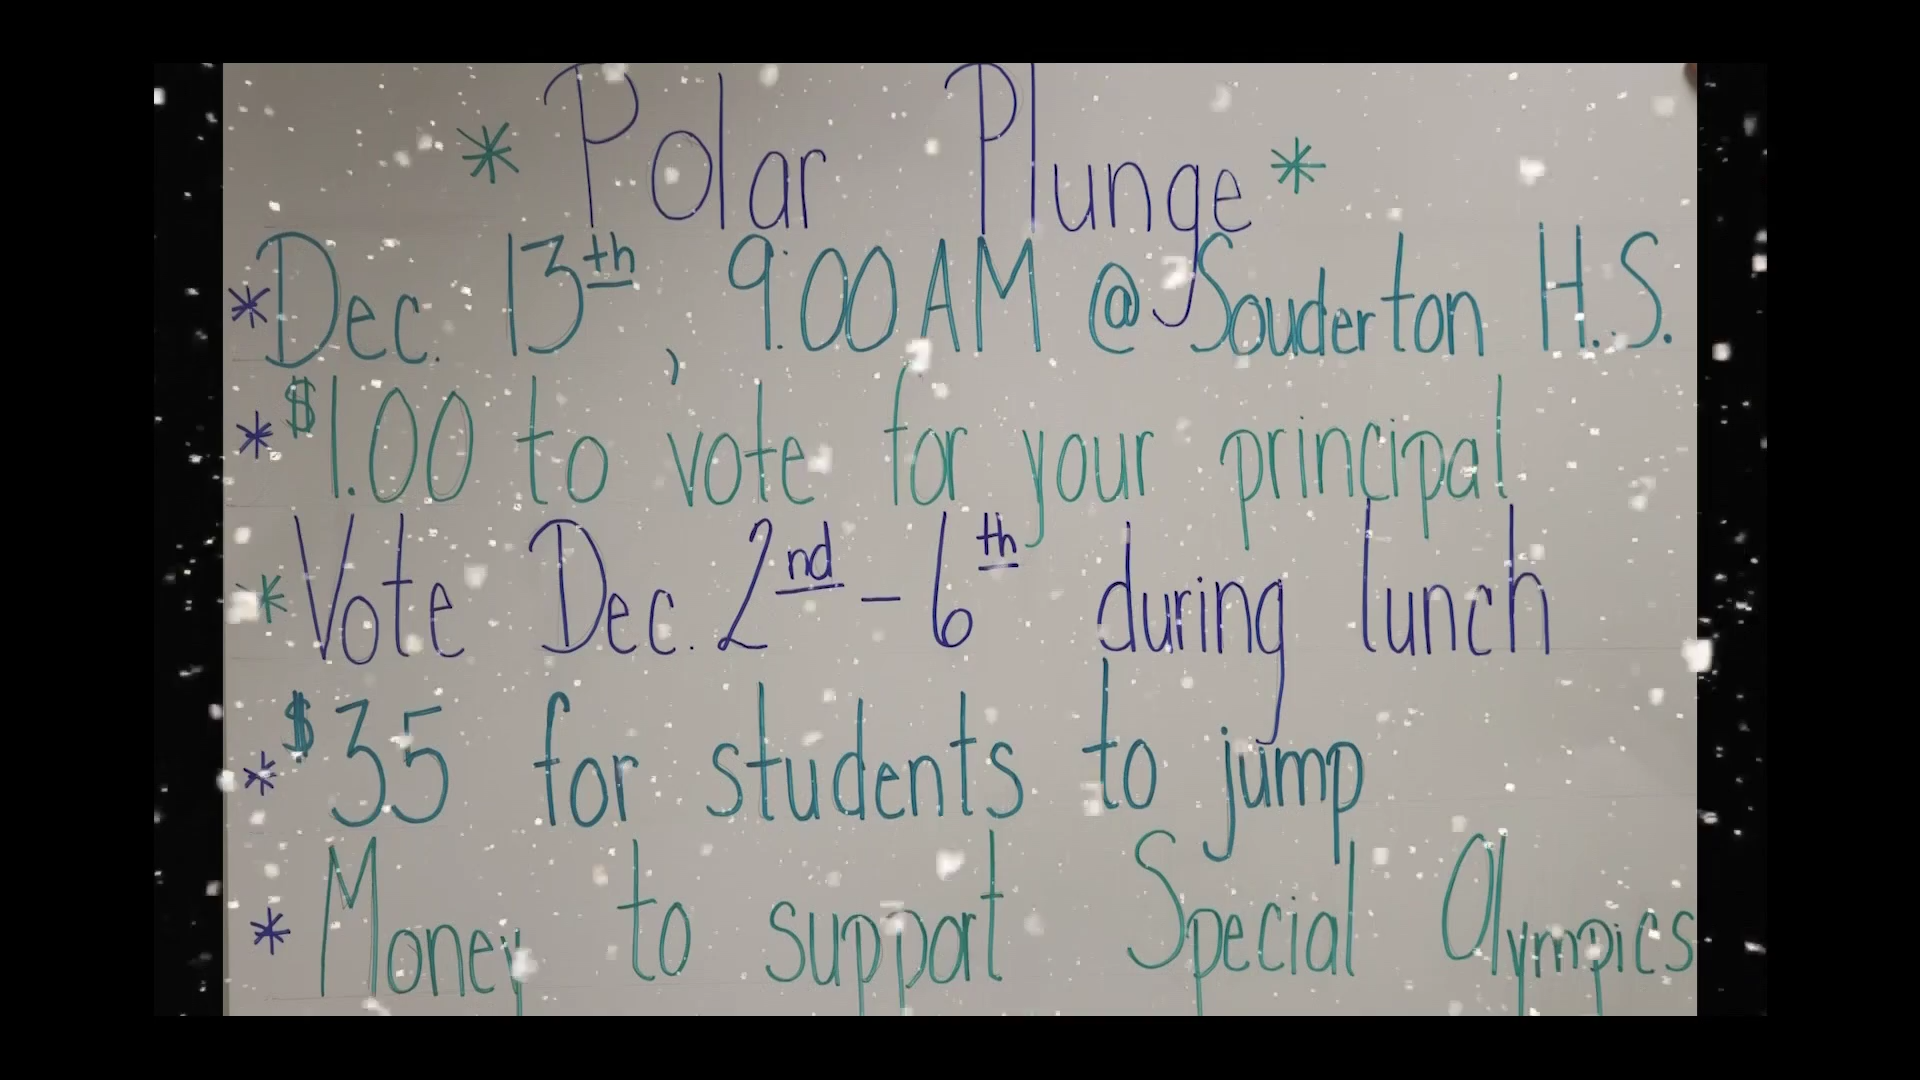 * Polar Plunge *
* Dec. 13th, 9:00 AM @ Souderton H.S.
* $1.00 to vote for your principal
* Vote Dec. 2nd - 6th during lunch
* $35 for students to jump
* Money to support Special Olympics